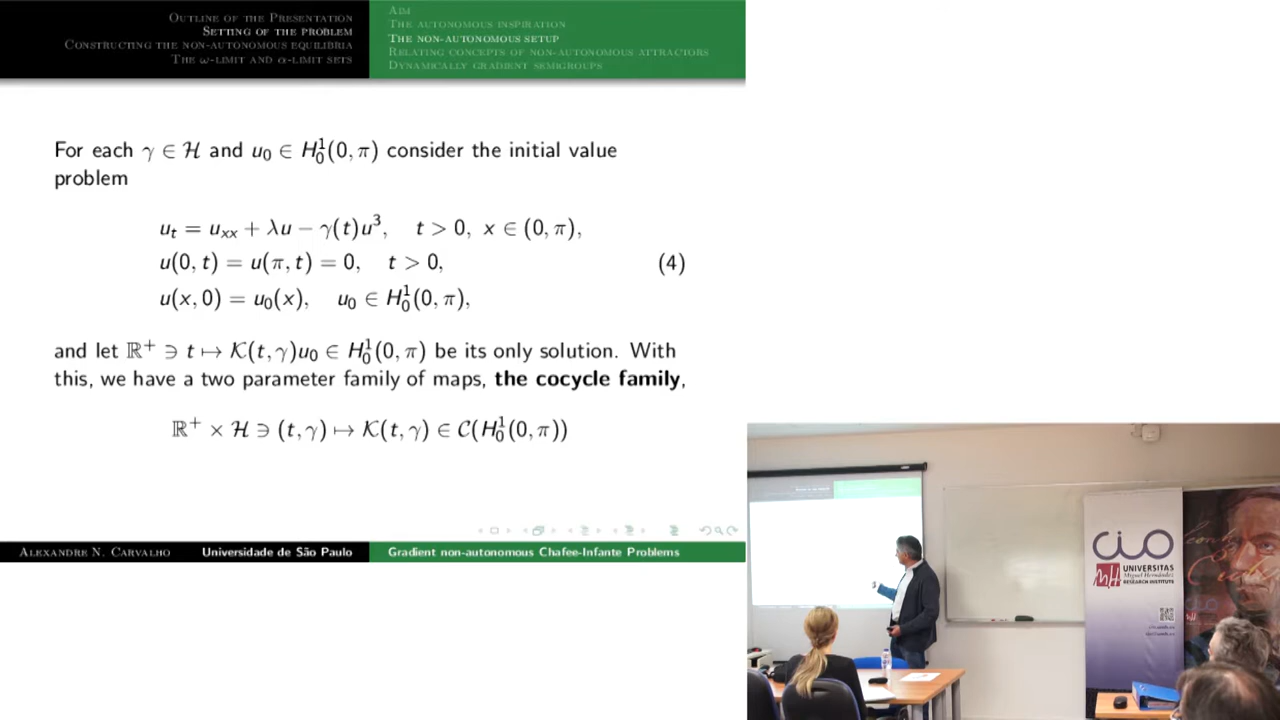 OUTLINE OF THE PRESENTATION
SETTING OF THE PROBLEM
CONSTRUCTING THE NON-AUTONOMOUS EQUILIBRIA
THE ω-LIMIT AND α-LIMIT SETS
AIM
THE AUTONOMOUS INSPIRATION
THE NON-AUTONOMOUS SETUP
RELATING CONCEPTS OF NON-AUTONOMOUS ATTRACTORS
DYNAMICALLY GRADIENT SEMIGROUPS
For each γ ∈ ℋ and u₀ ∈ H¹₀(0, π) consider the initial value
problem
uₜ = uₓₓ + λu − γ(t)u³, t > 0, x ∈ (0, π),
u(0, t) = u(π, t) = 0, t > 0, (4)
u(x, 0) = u₀(x), u₀ ∈ H¹₀(0, π),
and let ℝ⁺ ∋ t ↦ 𝒦(t, γ)u₀ ∈ H¹₀(0, π) be its only solution. With
this, we have a two parameter family of maps, the cocycle family,
ℝ⁺ × ℋ ∋ (t, γ) ↦ 𝒦(t, γ) ∈ 𝒞(H¹₀(0, π))
ALEXANDRE N. CARVALHO Universidade de São Paulo Gradient non-autonomous Chafee-Infante Problems
CIO
UNIVERSITAS
Miguel Hernández
RESEARCH INSTITUTE